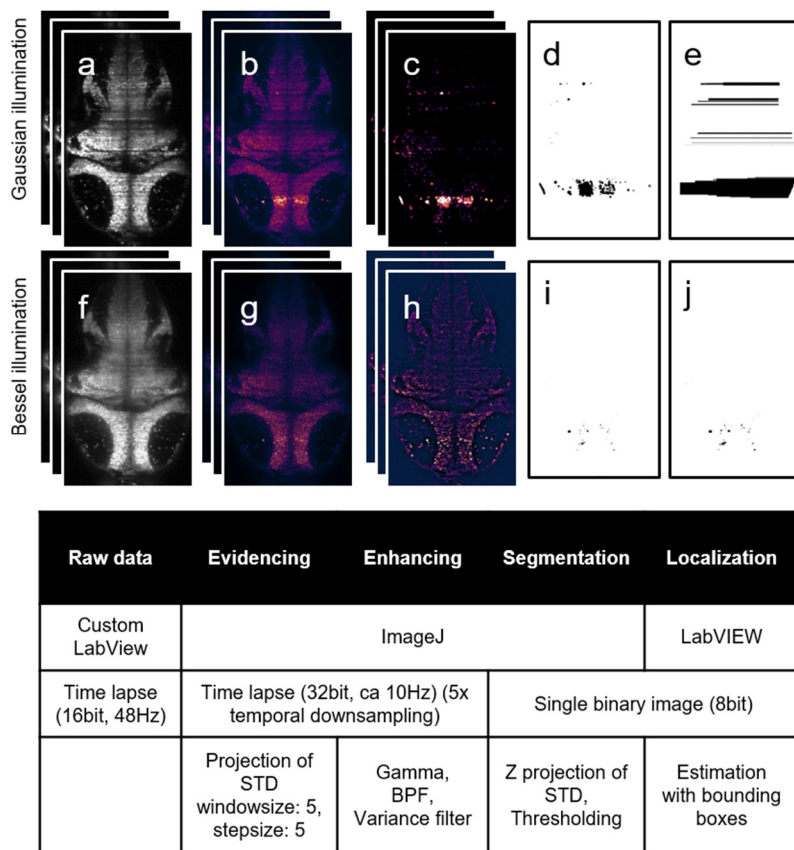 Gaussian illumination
a
b
c
d
e
Bessel illumination
f
g
h
i
j
Raw data
Evidencing
Enhancing
Segmentation
Localization
Custom
LabView
ImageJ
LabVIEW
Time lapse
(16bit, 48Hz)
Time lapse (32bit, ca 10Hz) (5x
temporal downsampling)
Single binary image (8bit)
Projection of
STD
windowsize: 5,
stepsize: 5
Gamma,
BPF,
Variance filter
Z projection of
STD,
Thresholding
Estimation
with bounding
boxes